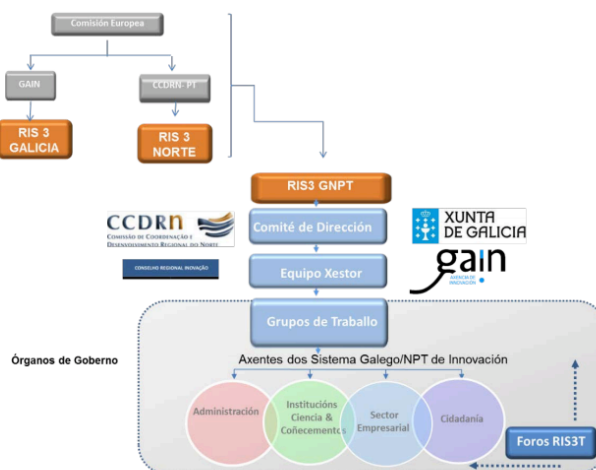 Comisión Europea
GAIN
CCDRN- PT
RIS 3
GALICIA
RIS 3
NORTE
RIS3 GNPT
CCDRn
COMISSÃO DE COORDENAÇÃO E
DESENVOLVIMENTO REGIONAL DO NORTE
Comité de Dirección
XUNTA
DE GALICIA
CONSELHO REGIONAL INOVAÇÃO
Equipo Xestor
gain
AXENCIA DE
INNOVACIÓN
Grupos de Traballo
Órganos de Goberno
Axentes dos Sistema Galego/NPT de Innovación
Administración
Institucións
Ciencia &
Coñecementos
Sector
Empresarial
Cidadanía
Foros RIS3T